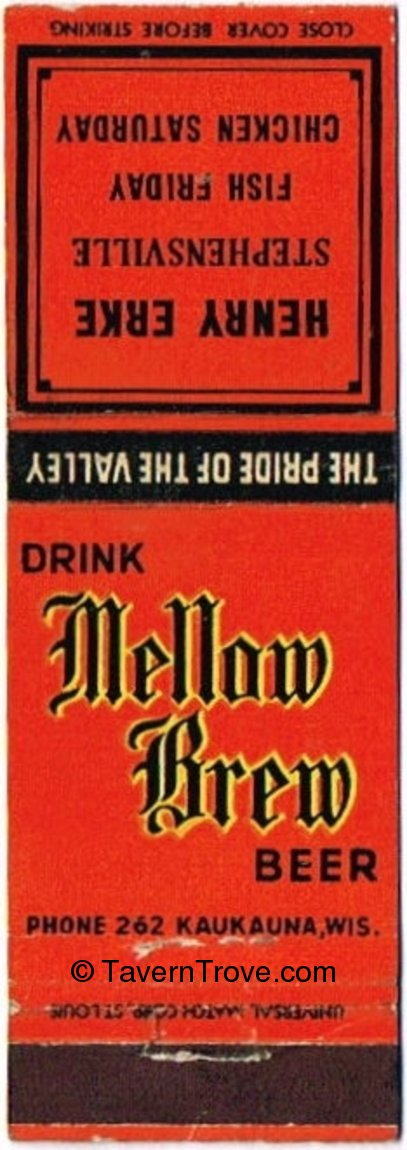 CLOSE COVER BEFORE STRIKING
HENRY ERKE
STEPHENSVILLE
FISH FRIDAY
CHICKEN SATURDAY
THE PRIDE OF THE VALLEY
DRINK
Mellow
Brew
BEER
PHONE 262 KAUKAUNA, WIS.
© TavernTrove.com
UNIVERSAL MATCH CORP., ST. LOUIS